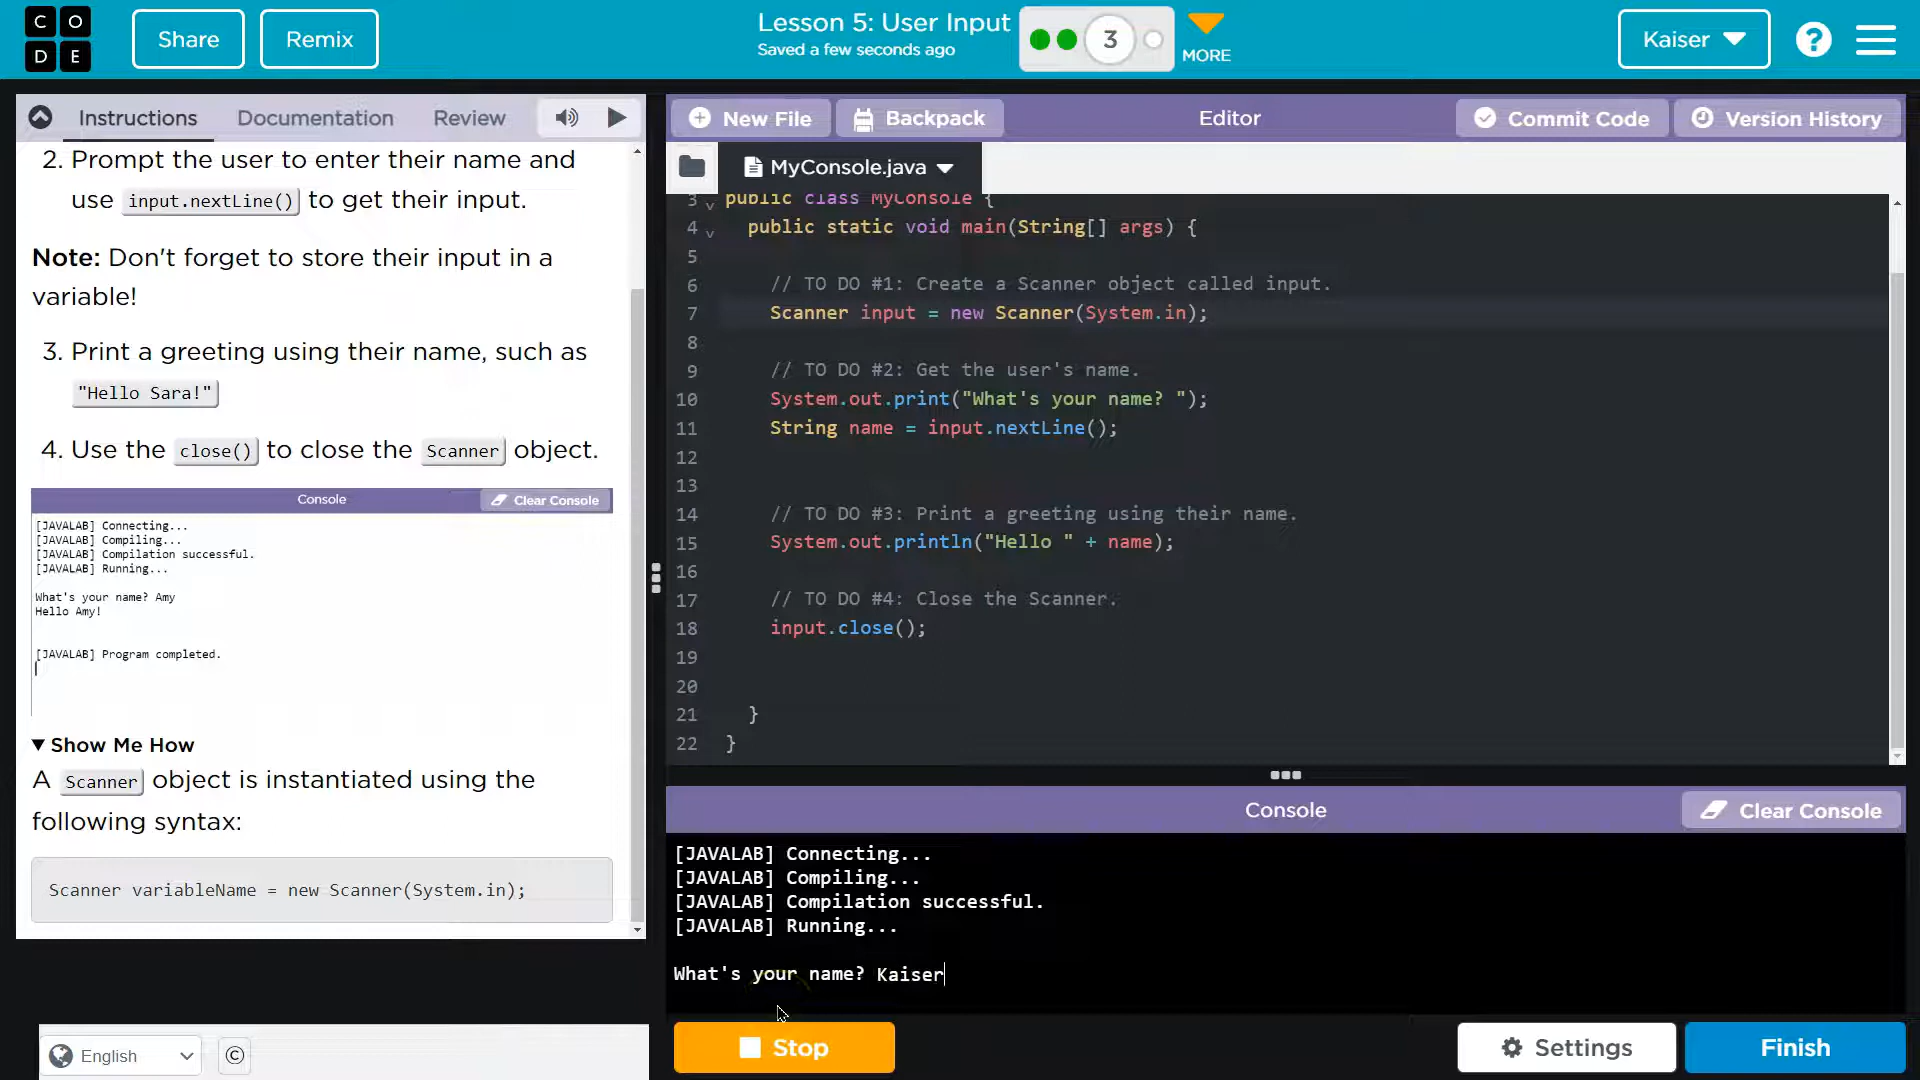 C O
D E
Share
Remix
Lesson 5: User Input
Saved a few seconds ago
3
MORE
Kaiser
?
Instructions
Documentation
Review
2. Prompt the user to enter their name and
use input.nextLine() to get their input.
Note: Don't forget to store their input in a
variable!
3. Print a greeting using their name, such as
"Hello Sara!"
4. Use the close() to close the Scanner object.
Console
Clear Console
[JAVALAB] Connecting...
[JAVALAB] Compiling...
[JAVALAB] Compilation successful.
[JAVALAB] Running...
What's your name? Amy
Hello Amy!
[JAVALAB] Program completed.
Show Me How
A Scanner object is instantiated using the
following syntax:
Scanner variableName = new Scanner(System.in);
English
©
New File
Backpack
Editor
Commit Code
Version History
MyConsole.java
3 public class MyConsole {
4 public static void main(String[] args) {
5
6 // TO DO #1: Create a Scanner object called input.
7 Scanner input = new Scanner(System.in);
8
9 // TO DO #2: Get the user's name.
10 System.out.print("What's your name? ");
11 String name = input.nextLine();
12
13
14 // TO DO #3: Print a greeting using their name.
15 System.out.println("Hello " + name);
16
17 // TO DO #4: Close the Scanner.
18 input.close();
19
20
21 }
22 }
Console
Clear Console
[JAVALAB] Connecting...
[JAVALAB] Compiling...
[JAVALAB] Compilation successful.
[JAVALAB] Running...
What's your name? Kaiser
Stop
Settings
Finish